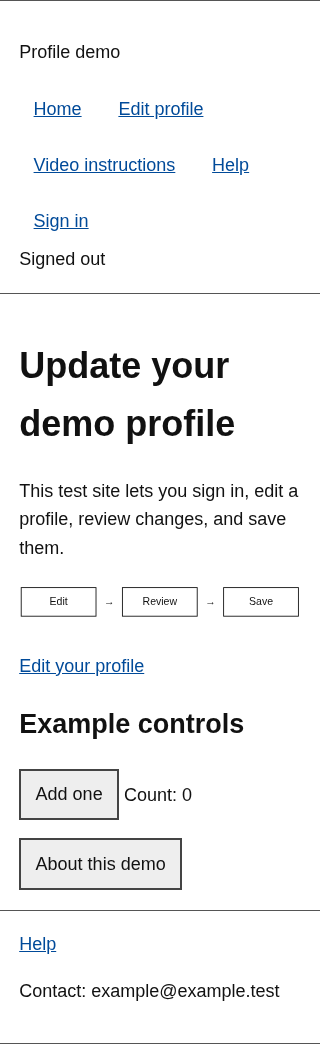 Profile demo
Home Edit profile
Video instructions Help
Sign in
Signed out
Update your
demo profile
This test site lets you sign in, edit a
profile, review changes, and save
them.
Edit → Review → Save
Edit your profile
Example controls
Add one Count: 0
About this demo
Help
Contact: example@example.test